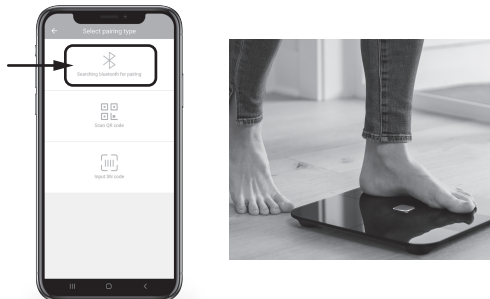 Select pairing type
Searching bluetooth for pairing
Scan QR code
Input SN code